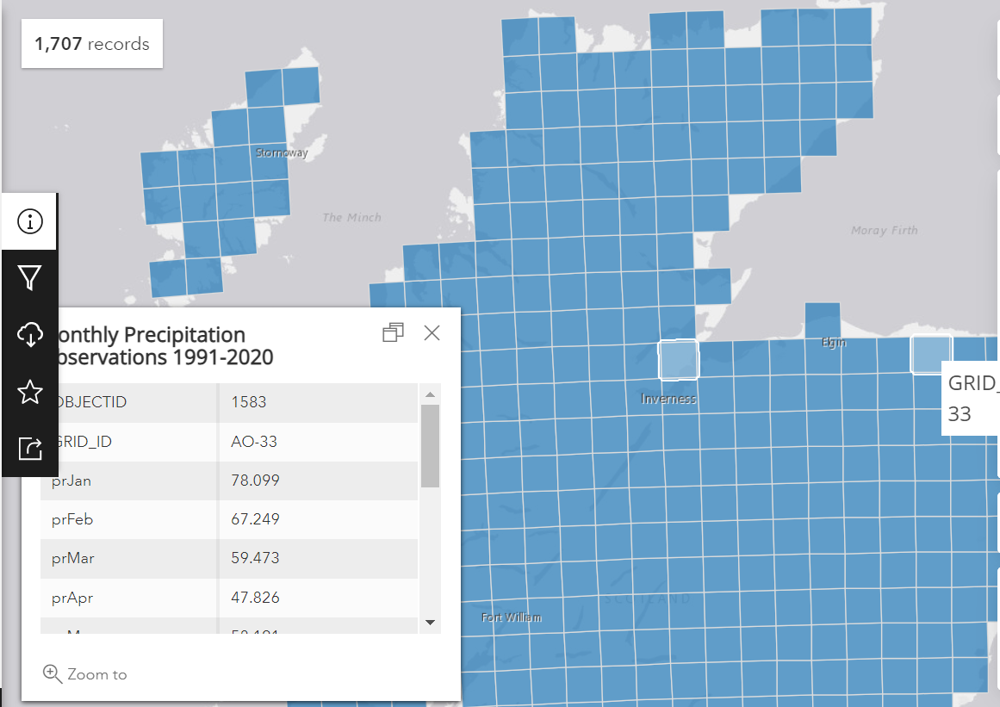 1,707 records
Stornoway
The Minch
Moray Firth
Elgin
GRID_
33
Inverness
SCOTLAND
Fort William
onthly Precipitation
bservations 1991-2020
OBJECTID 1583
GRID_ID AO-33
prJan 78.099
prFeb 67.249
prMar 59.473
prApr 47.826
Zoom to